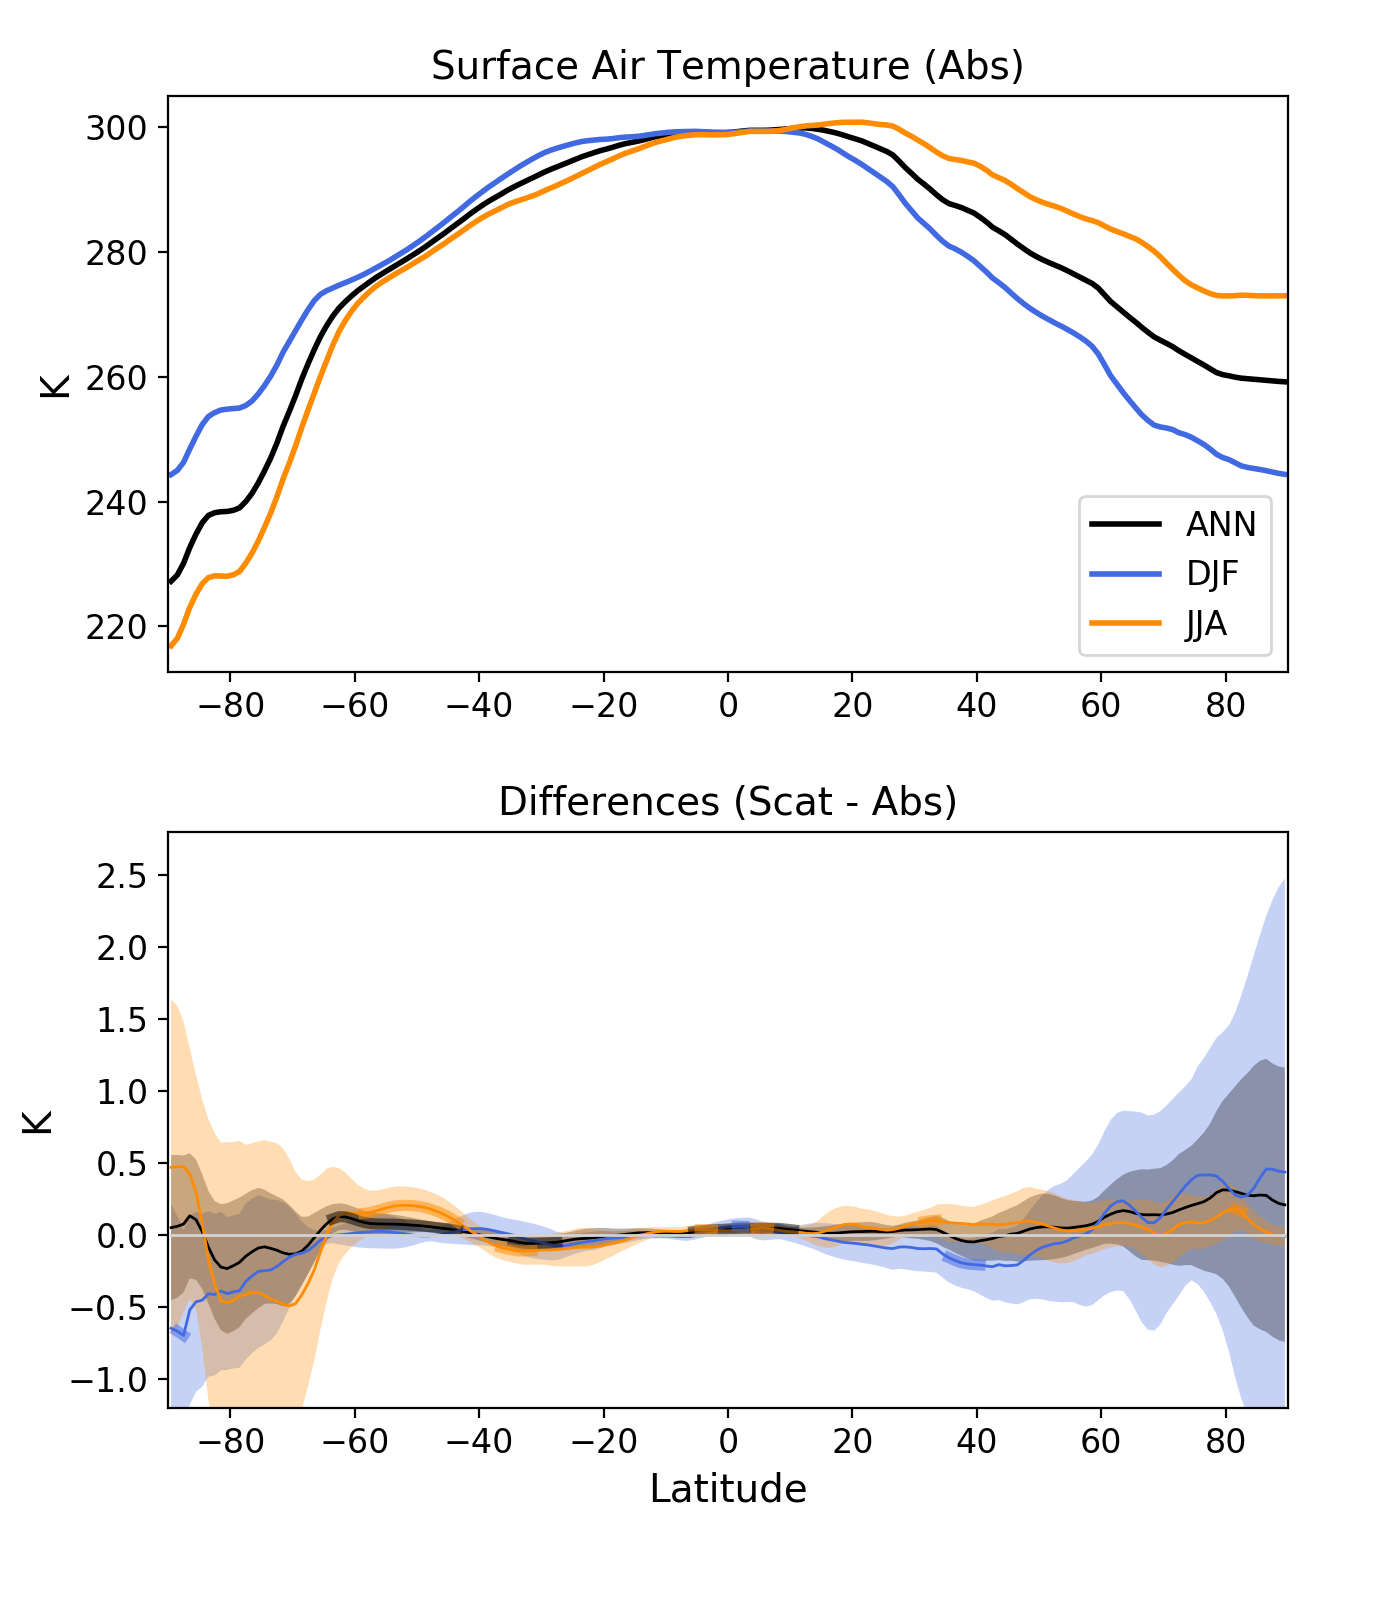 Surface Air Temperature (Abs)
300
280
260
240
220
K
ANN
DJF
JJA
−80 −60 −40 −20 0 20 40 60 80
Differences (Scat - Abs)
2.5
2.0
1.5
1.0
0.5
0.0
−0.5
−1.0
K
−80 −60 −40 −20 0 20 40 60 80
Latitude